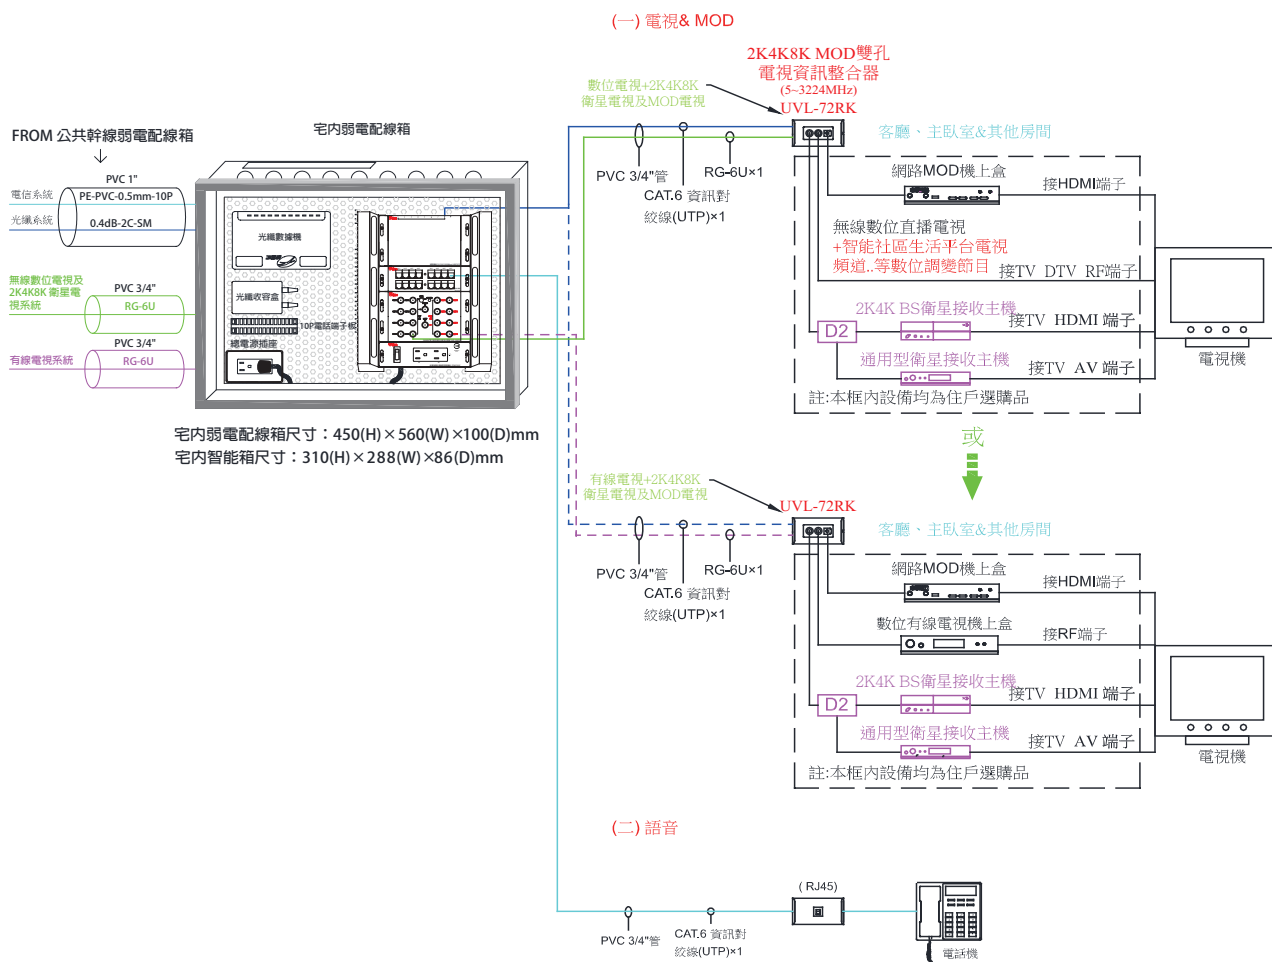 (一) 電視& MOD
2K4K8K MOD雙孔
電視資訊整合器
(5~3224MHz)
UVL-72RK
數位電視+2K4K8K
衛星電視及MOD電視
FROM 公共幹線弱電配線箱
宅内弱電配線箱
客廳、主臥室&其他房間
PVC 1"
電信系統
PE-PVC-0.5mm-10P
光纖系統
0.4dB-2C-SM
無線數位電視及
2K4K8K 衛星電
視系統
PVC 3/4"
RG-6U
有線電視系統
PVC 3/4"
RG-6U
光纖數據機
光纖收容盒
10P電話端子板
總電源插座
PVC 3/4"管
CAT.6 資訊對
絞線(UTP)×1
RG-6U×1
網路MOD機上盒
接HDMI端子
無線數位直播電視
+智能社區生活平台電視
頻道..等數位調變節目
接TV DTV RF端子
2K4K BS衛星接收主機
D2
接TV HDMI 端子
通用型衛星接收主機
接TV AV 端子
電視機
註:本框內設備均為住戶選購品
宅内弱電配線箱尺寸：450(H)×560(W)×100(D)mm
宅内智能箱尺寸：310(H)×288(W)×86(D)mm
或
有線電視+2K4K8K
衛星電視及MOD電視
UVL-72RK
客廳、主臥室&其他房間
PVC 3/4"管
CAT.6 資訊對
絞線(UTP)×1
RG-6U×1
網路MOD機上盒
接HDMI端子
數位有線電視機上盒
接RF端子
2K4K BS衛星接收主機
D2
接TV HDMI 端子
通用型衛星接收主機
接TV AV 端子
電視機
註:本框內設備均為住戶選購品
(二) 語音
( RJ45)
PVC 3/4"管
CAT.6 資訊對
絞線(UTP)×1
電話機